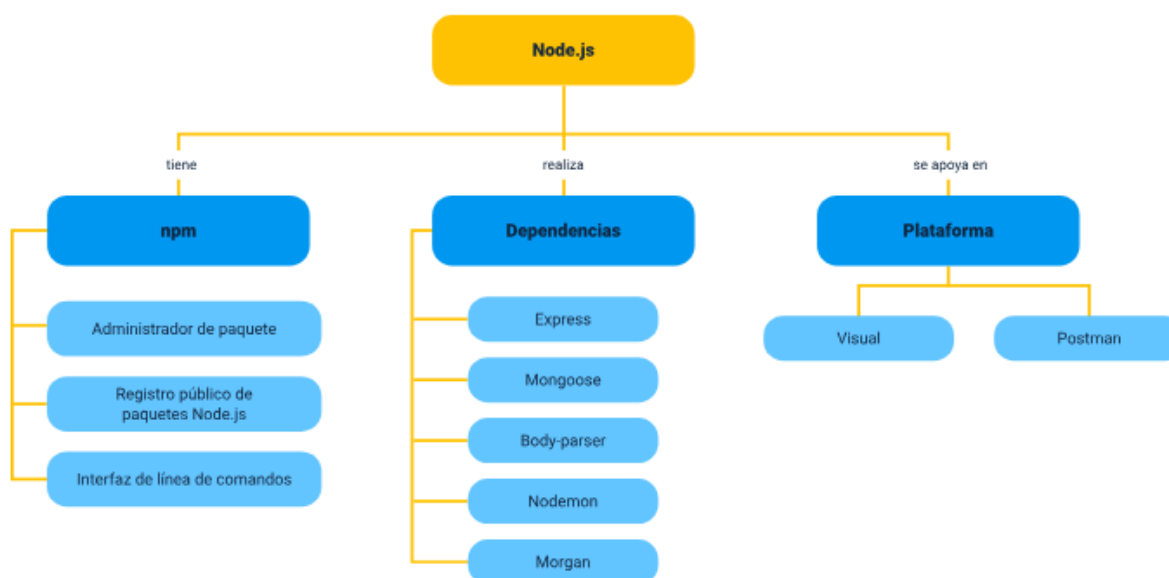 Node.js
tiene
realiza
se apoya en
npm
Dependencias
Plataforma
Administrador de paquete
Registro público de
paquetes Node.js
Interfaz de línea de comandos
Express
Mongoose
Body-parser
Nodemon
Morgan
Visual
Postman